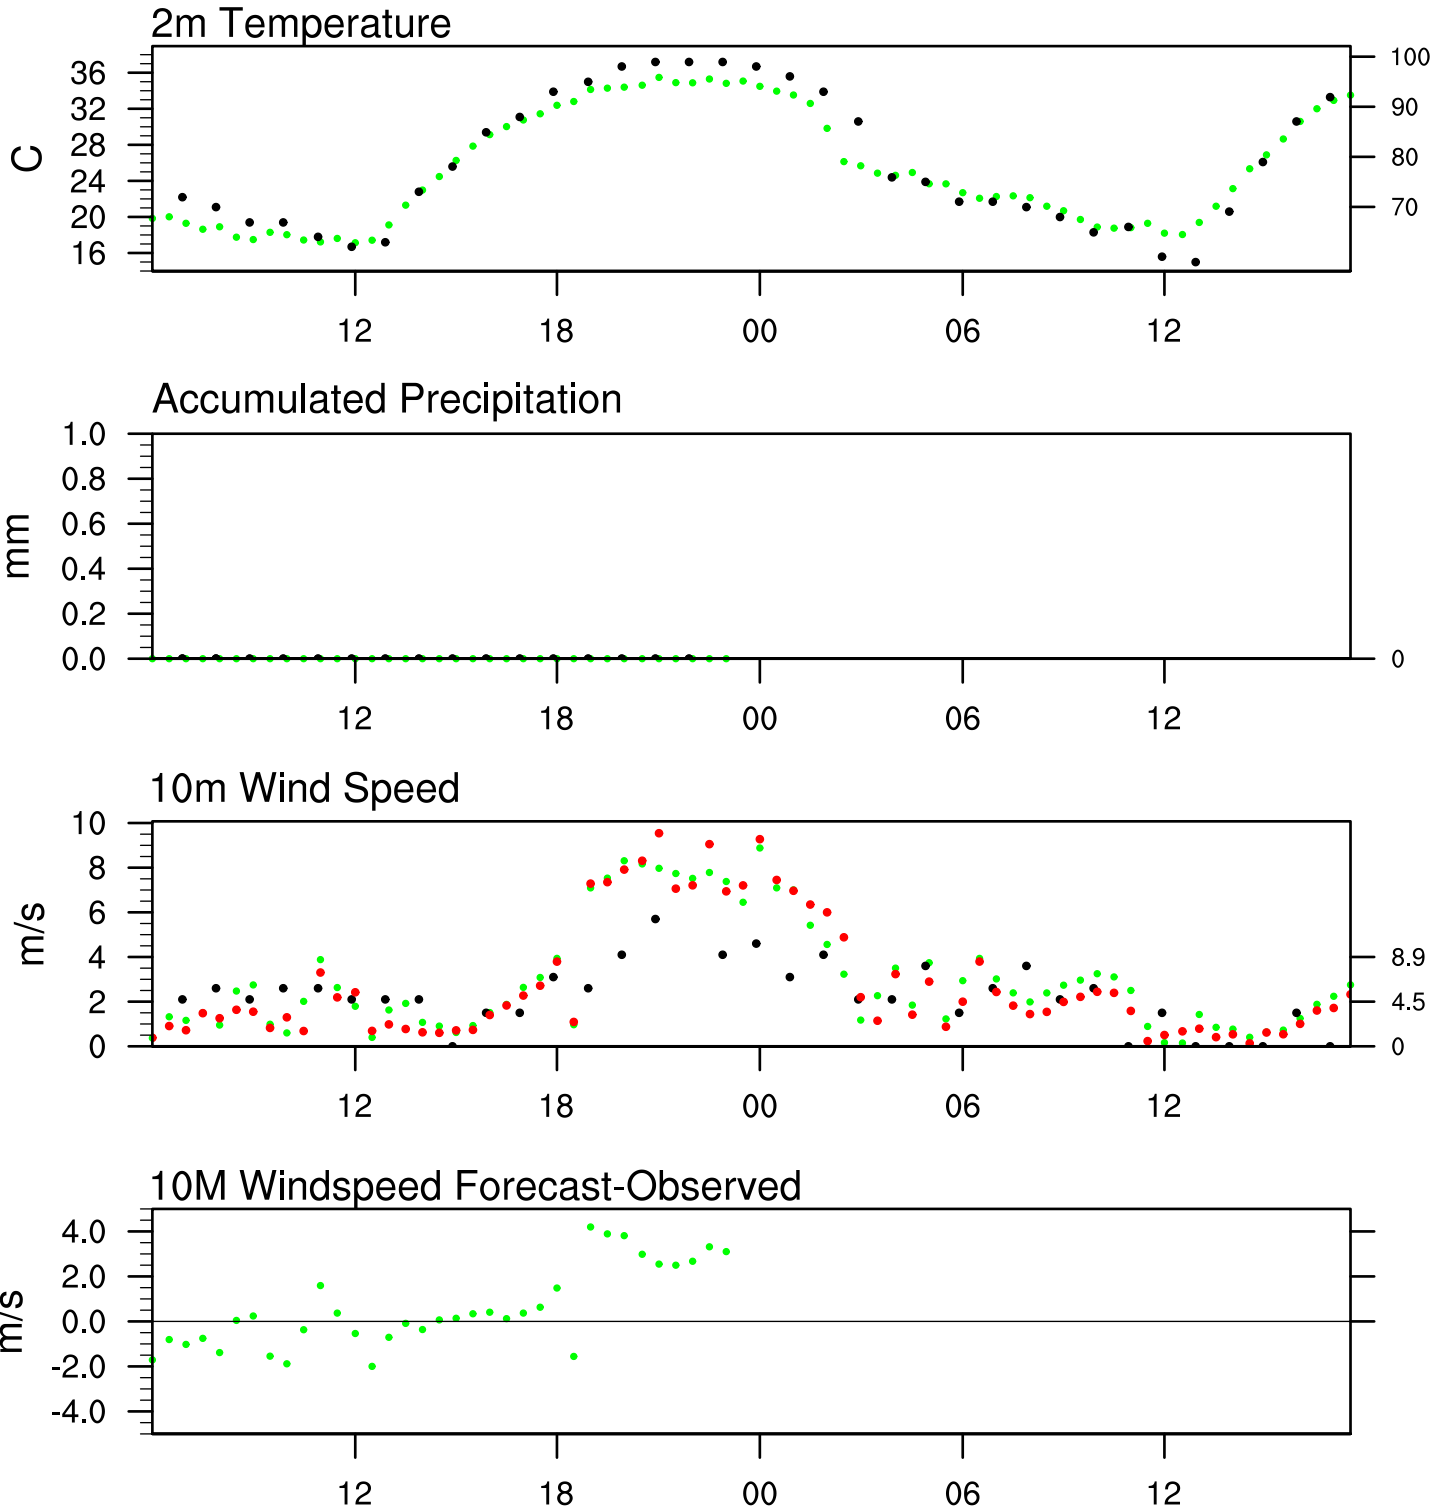 2m Temperature
36
32
28
24
20
16
C
100
90
80
70
12 18 00 06 12
Accumulated Precipitation
1.0
0.8
0.6
0.4
0.2
0.0
mm
0
12 18 00 06 12
10m Wind Speed
10
8
6
4
2
0
m/s
8.9
4.5
0
12 18 00 06 12
10M Windspeed Forecast-Observed
4.0
2.0
0.0
-2.0
-4.0
m/s
12 18 00 06 12